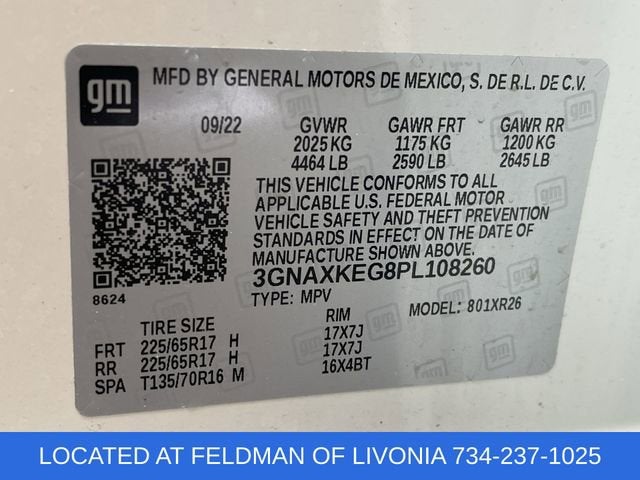 gm
MFD BY GENERAL MOTORS DE MEXICO, S. DE R.L. DE C.V.
09/22 GVWR GAWR FRT GAWR RR
2025 KG 1175 KG 1200 KG
4464 LB 2590 LB 2645 LB
THIS VEHICLE CONFORMS TO ALL
APPLICABLE U.S. FEDERAL MOTOR
VEHICLE SAFETY AND THEFT PREVENTION
STANDARDS IN EFFECT ON THE DATE OF
MANUFACTURE SHOWN ABOVE.
3GNAXKEG8PL108260
8624
TYPE: MPV MODEL: 801XR26
TIRE SIZE RIM
FRT 225/65R17 H 17X7J
RR 225/65R17 H 17X7J
SPA T135/70R16 M 16X4BT
LOCATED AT FELDMAN OF LIVONIA 734-237-1025